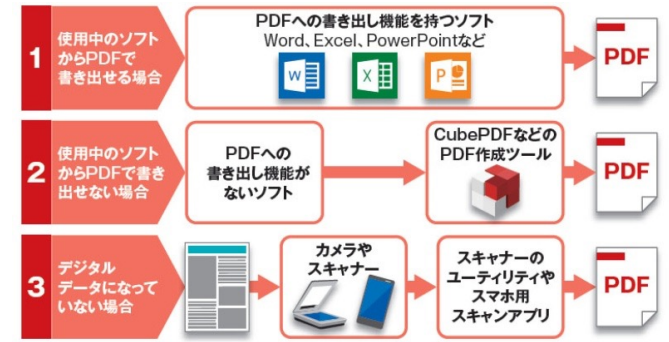 1
使用中のソフト
からPDFで
書き出せる場合
PDFへの書き出し機能を持つソフト
Word、Excel、PowerPointなど
W
X
P
PDF
2
使用中のソフト
からPDFで書き
出せない場合
PDFへの
書き出し機能が
ないソフト
CubePDFなどの
PDF作成ツール
PDF
3
デジタル
データになって
いない場合
カメラや
スキャナー
スキャナーの
ユーティリティや
スマホ用
スキャンアプリ
PDF